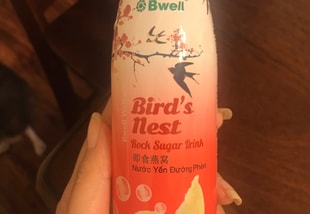 Bwell
Bird's
nest
Rock Sugar Drink
即食燕窝
Nước Yến Đường Phèn